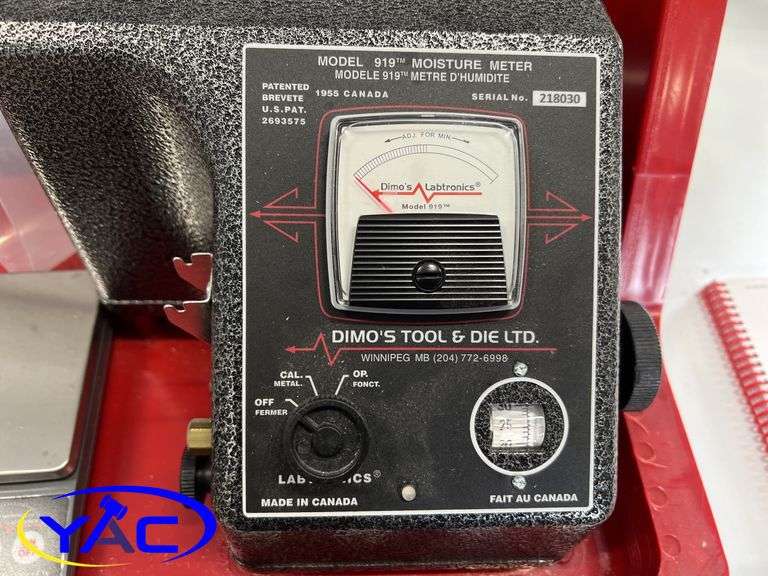 MODEL 919™ MOISTURE METER
MODELE 919™ METRE D'HUMIDITE
PATENTED
BREVETE 1955 CANADA
U.S. PAT.
2693575
SERIAL No. 218030
ADJ. FOR MIN.
Dimo's Labtronics®
Model 919™
DIMO'S TOOL & DIE LTD.
WINNIPEG MB (204) 772-6998
CAL.
METAL.
OP.
FONCT.
OFF
FERMER
25
MADE IN CANADA
FAIT AU CANADA
YAC